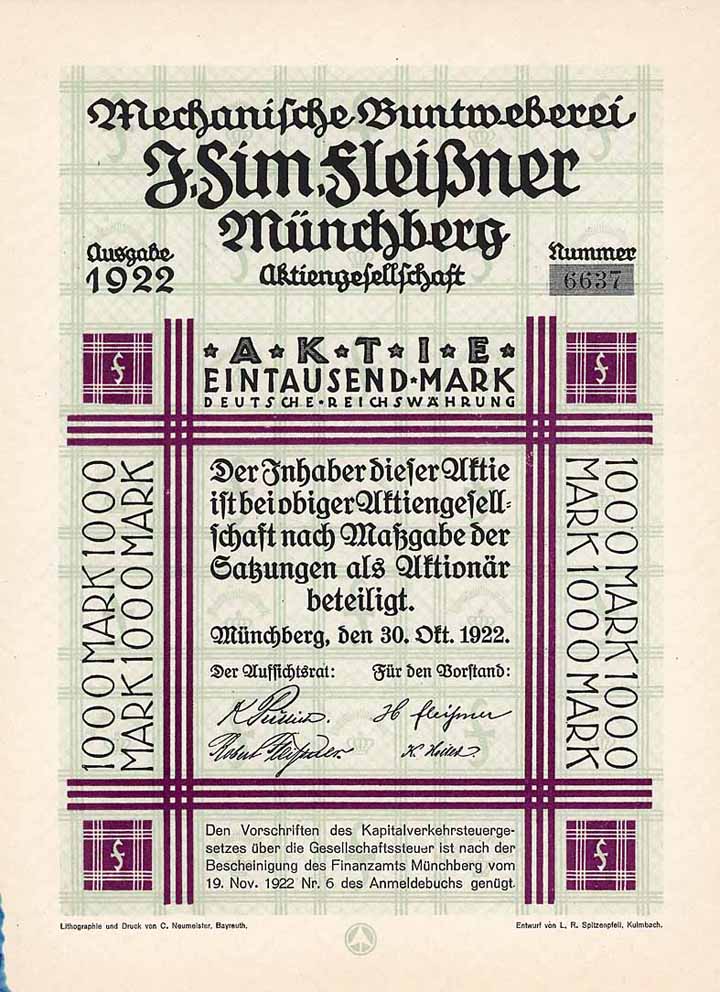 Mechanische Buntweberei
J. Sim. Fleißner
Münchberg
Aktiengesellschaft
Ausgabe
1922
Nummer
6637
A K T I E
EINTAUSEND MARK
DEUTSCHE REICHSWÄHRUNG
1000 MARK 1000
MARK 1000 MARK
Der Inhaber dieser Aktie
ist bei obiger Aktiengesell-
schaft nach Maßgabe der
Satzungen als Aktionär
beteiligt.
Münchberg, den 30. Okt. 1922.
Der Aufsichtsrat:
Für den Vorstand:
H Fleißner
Robert Fleißner
1000 MARK 1000
MARK 1000 MARK
Den Vorschriften des Kapitalverkehrsteuerge-
setzes über die Gesellschaftssteuer ist nach der
Bescheinigung des Finanzamts Münchberg vom
19. Nov. 1922 Nr. 6 des Anmeldebuchs genügt.
Lithographie und Druck von C. Neumeister, Bayreuth.
Entwurf von L. R. Spitzenpfeil, Kulmbach.